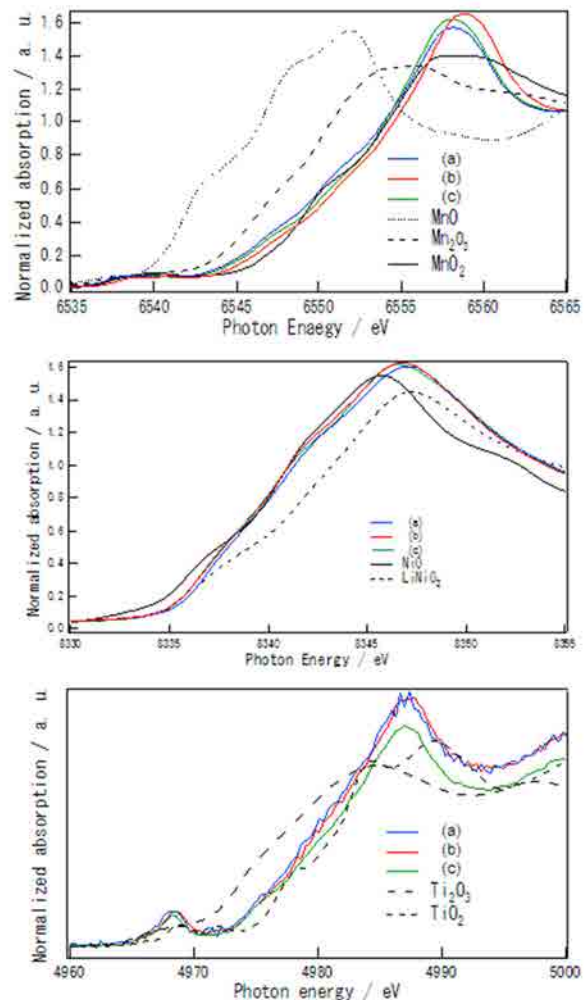 Normalized absorption / a. u.
1.6
1.4
1.2
1.0
0.8
0.6
0.4
0.2
0.0
(a)
(b)
(c)
MnO
Mn2O3
MnO2
6535 6540 6545 6550 6555 6560 6565
Photon Enaegy / eV
Normalized absorption / a. u.
1.6
1.4
1.2
1.0
0.8
0.6
0.4
0.2
0.0
(a)
(b)
(c)
NiO
LiNiO2
8330 8335 8340 8345 8350 8355
Photon Energy / eV
Normalized absorption / a. u.
(a)
(b)
(c)
Ti2O3
TiO2
4960 4970 4980 4990 5000
Photon energy / eV